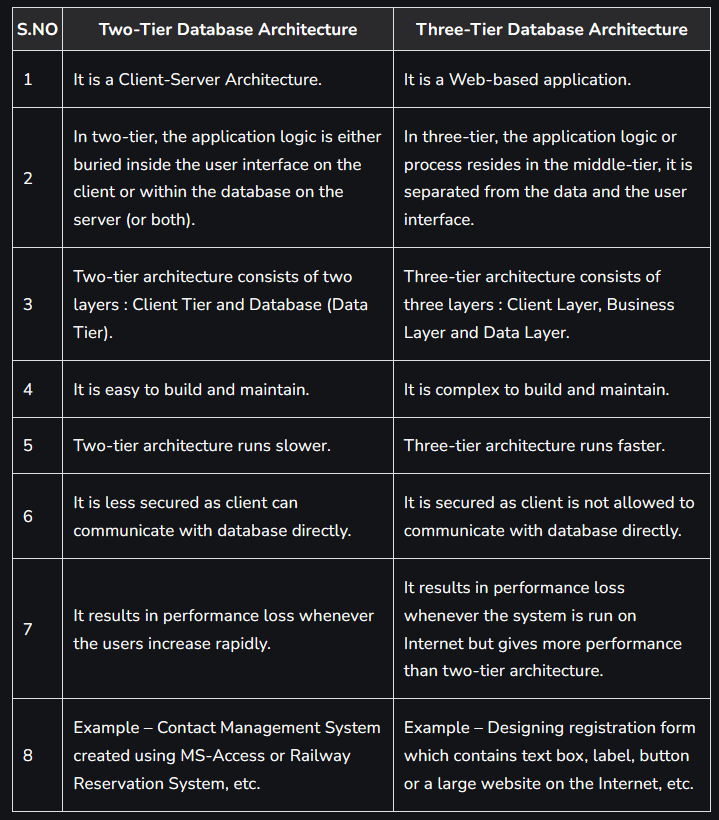 S.NO Two-Tier Database Architecture Three-Tier Database Architecture
1 It is a Client-Server Architecture. It is a Web-based application.
2
In two-tier, the application logic is either
buried inside the user interface on the
client or within the database on the
server (or both).
In three-tier, the application logic or
process resides in the middle-tier, it is
separated from the data and the user
interface.
3
Two-tier architecture consists of two
layers : Client Tier and Database (Data
Tier).
Three-tier architecture consists of
three layers : Client Layer, Business
Layer and Data Layer.
4 It is easy to build and maintain. It is complex to build and maintain.
5 Two-tier architecture runs slower. Three-tier architecture runs faster.
6
It is less secured as client can
communicate with database directly.
It is secured as client is not allowed to
communicate with database directly.
7
It results in performance loss whenever
the users increase rapidly.
It results in performance loss
whenever the system is run on
Internet but gives more performance
than two-tier architecture.
8
Example – Contact Management System
created using MS-Access or Railway
Reservation System, etc.
Example – Designing registration form
which contains text box, label, button
or a large website on the Internet, etc.